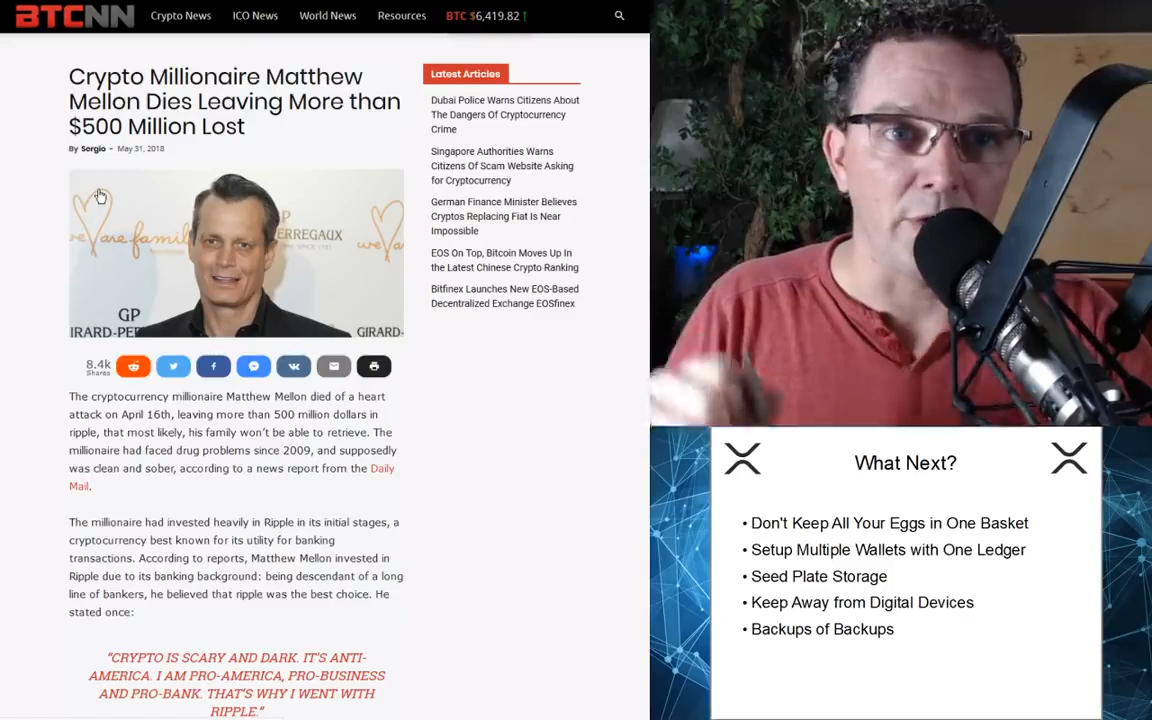 BTCNN
Crypto News
ICO News
World News
Resources
BTC $6,419.82 ↑
Crypto Millionaire Matthew
Mellon Dies Leaving More than
$500 Million Lost
By Sergio - May 31, 2018
we are family
GP
PERREGAUX
we are
GP
IRARD-PER
GIRARD-
8.4k
Shares
The cryptocurrency millionaire Matthew Mellon died of a heart
attack on April 16th, leaving more than 500 million dollars in
ripple, that most likely, his family won't be able to retrieve. The
millionaire had faced drug problems since 2009, and supposedly
was clean and sober, according to a news report from the Daily
Mail.
The millionaire had invested heavily in Ripple in its initial stages, a
cryptocurrency best known for its utility for banking
transactions. According to reports, Matthew Mellon invested in
Ripple due to its banking background: being descendant of a long
line of bankers, he believed that ripple was the best choice. He
stated once:
"CRYPTO IS SCARY AND DARK. IT'S ANTI-
AMERICA. I AM PRO-AMERICA, PRO-BUSINESS
AND PRO-BANK. THAT'S WHY I WENT WITH
RIPPLE."
Latest Articles
Dubai Police Warns Citizens About
The Dangers Of Cryptocurrency
Crime
Singapore Authorities Warns
Citizens Of Scam Website Asking
for Cryptocurrency
German Finance Minister Believes
Cryptos Replacing Fiat Is Near
Impossible
EOS On Top, Bitcoin Moves Up In
the Latest Chinese Crypto Ranking
Bitfinex Launches New EOS-Based
Decentralized Exchange EOSfinex
What Next?
• Don't Keep All Your Eggs in One Basket
• Setup Multiple Wallets with One Ledger
• Seed Plate Storage
• Keep Away from Digital Devices
• Backups of Backups